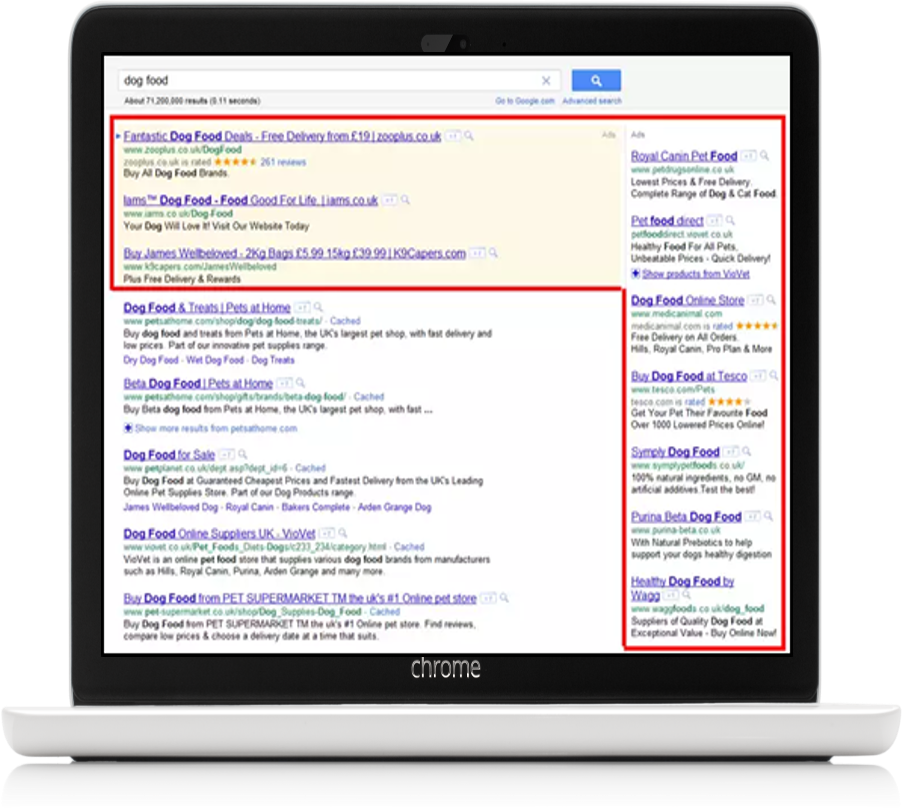 dog food
About 71,200,000 results (0.11 seconds)
Go to Google.com Advanced search
Fantastic Dog Food Deals - Free Delivery from £19 | zooplus.co.uk
www.zooplus.co.uk/DogFood
zooplus.co.uk is rated 261 reviews
Buy All Dog Food Brands.
Iams™ Dog Food - Food Good For Life. | iams.co.uk
www.iams.co.uk/Dog-Food
Your Dog Will Love It! Visit Our Website Today
Buy James Wellbeloved - 2Kg Bags £5.99 15kg £39.99 | K9Capers.com
www.k9capers.com/JamesWellbeloved
Plus Free Delivery & Rewards
Ads
Dog Food & Treats | Pets at Home
www.petsathome.com/shop/dog/dog-food-treats/ - Cached
Buy dog food and treats from Pets at Home, the UK's largest pet shop, with fast delivery and
low prices. Part of our innovative pet supplies range.
Dry Dog Food - Wet Dog Food - Dog Treats
Beta Dog Food | Pets at Home
www.petsathome.com/shop/gifts/brands/beta-dog-food/ - Cached
Buy Beta dog food from Pets at Home, the UK's largest pet shop, with fast ...
Show more results from petsathome.com
Dog Food for Sale
www.petplanet.co.uk/dept.asp?dept_id=6 - Cached
Buy Dog Food at Guaranteed Cheapest Prices and Fastest Delivery from the UK's Leading
Online Pet Supplies Store. Part of our Dog Products range.
James Wellbeloved Dog - Royal Canin - Bakers Complete - Arden Grange Dog
Dog Food Online Suppliers UK - VioVet
www.viovet.co.uk/Pet_Foods_Diets-Dogs/c233_234/category.html - Cached
VioVet is an online pet food store that supplies various dog food brands from manufacturers
such as Hills, Royal Canin, Purina, Arden Grange and many more.
Buy Dog Food from PET SUPERMARKET TM the uk's #1 Online pet store
www.pet-supermarket.co.uk/shop/Dog_Supplies-Dog_Food - Cached
Buy Dog Food from PET SUPERMARKET TM the uk's #1 Online pet store. Find reviews,
compare low prices & choose a delivery date at a time that suits.
Ads
Royal Canin Pet Food
www.petdrugsonline.co.uk
Lowest Prices & Free Delivery.
Complete Range of Dog & Cat Food.
Pet food direct
petfooddirect.viovet.co.uk
Healthy Food For All Pets,
Unbeatable Prices - Quick Delivery!
Show products from VioVet
Dog Food Online Store
www.medicanimal.com
medicanimal.com is rated
Free Delivery on All Orders.
Hills, Royal Canin, Pro Plan & More
Buy Dog Food at Tesco
www.tesco.com/Pets
tesco.com is rated
Get Your Pet Their Favourite Food
Over 1000 Lowered Prices Online!
Symply Dog Food
www.symplypetfoods.co.uk/
100% natural ingredients, no GM, no
artificial additives.Test the best!
Purina Beta Dog Food
www.purina-beta.co.uk
With Natural Prebiotics to help
support your dogs healthy digestion
Healthy Dog Food by
Wagg
www.waggfoods.co.uk/dog_food
Suppliers of Quality Dog Food at
Exceptional Value - Buy Online Now!
chrome